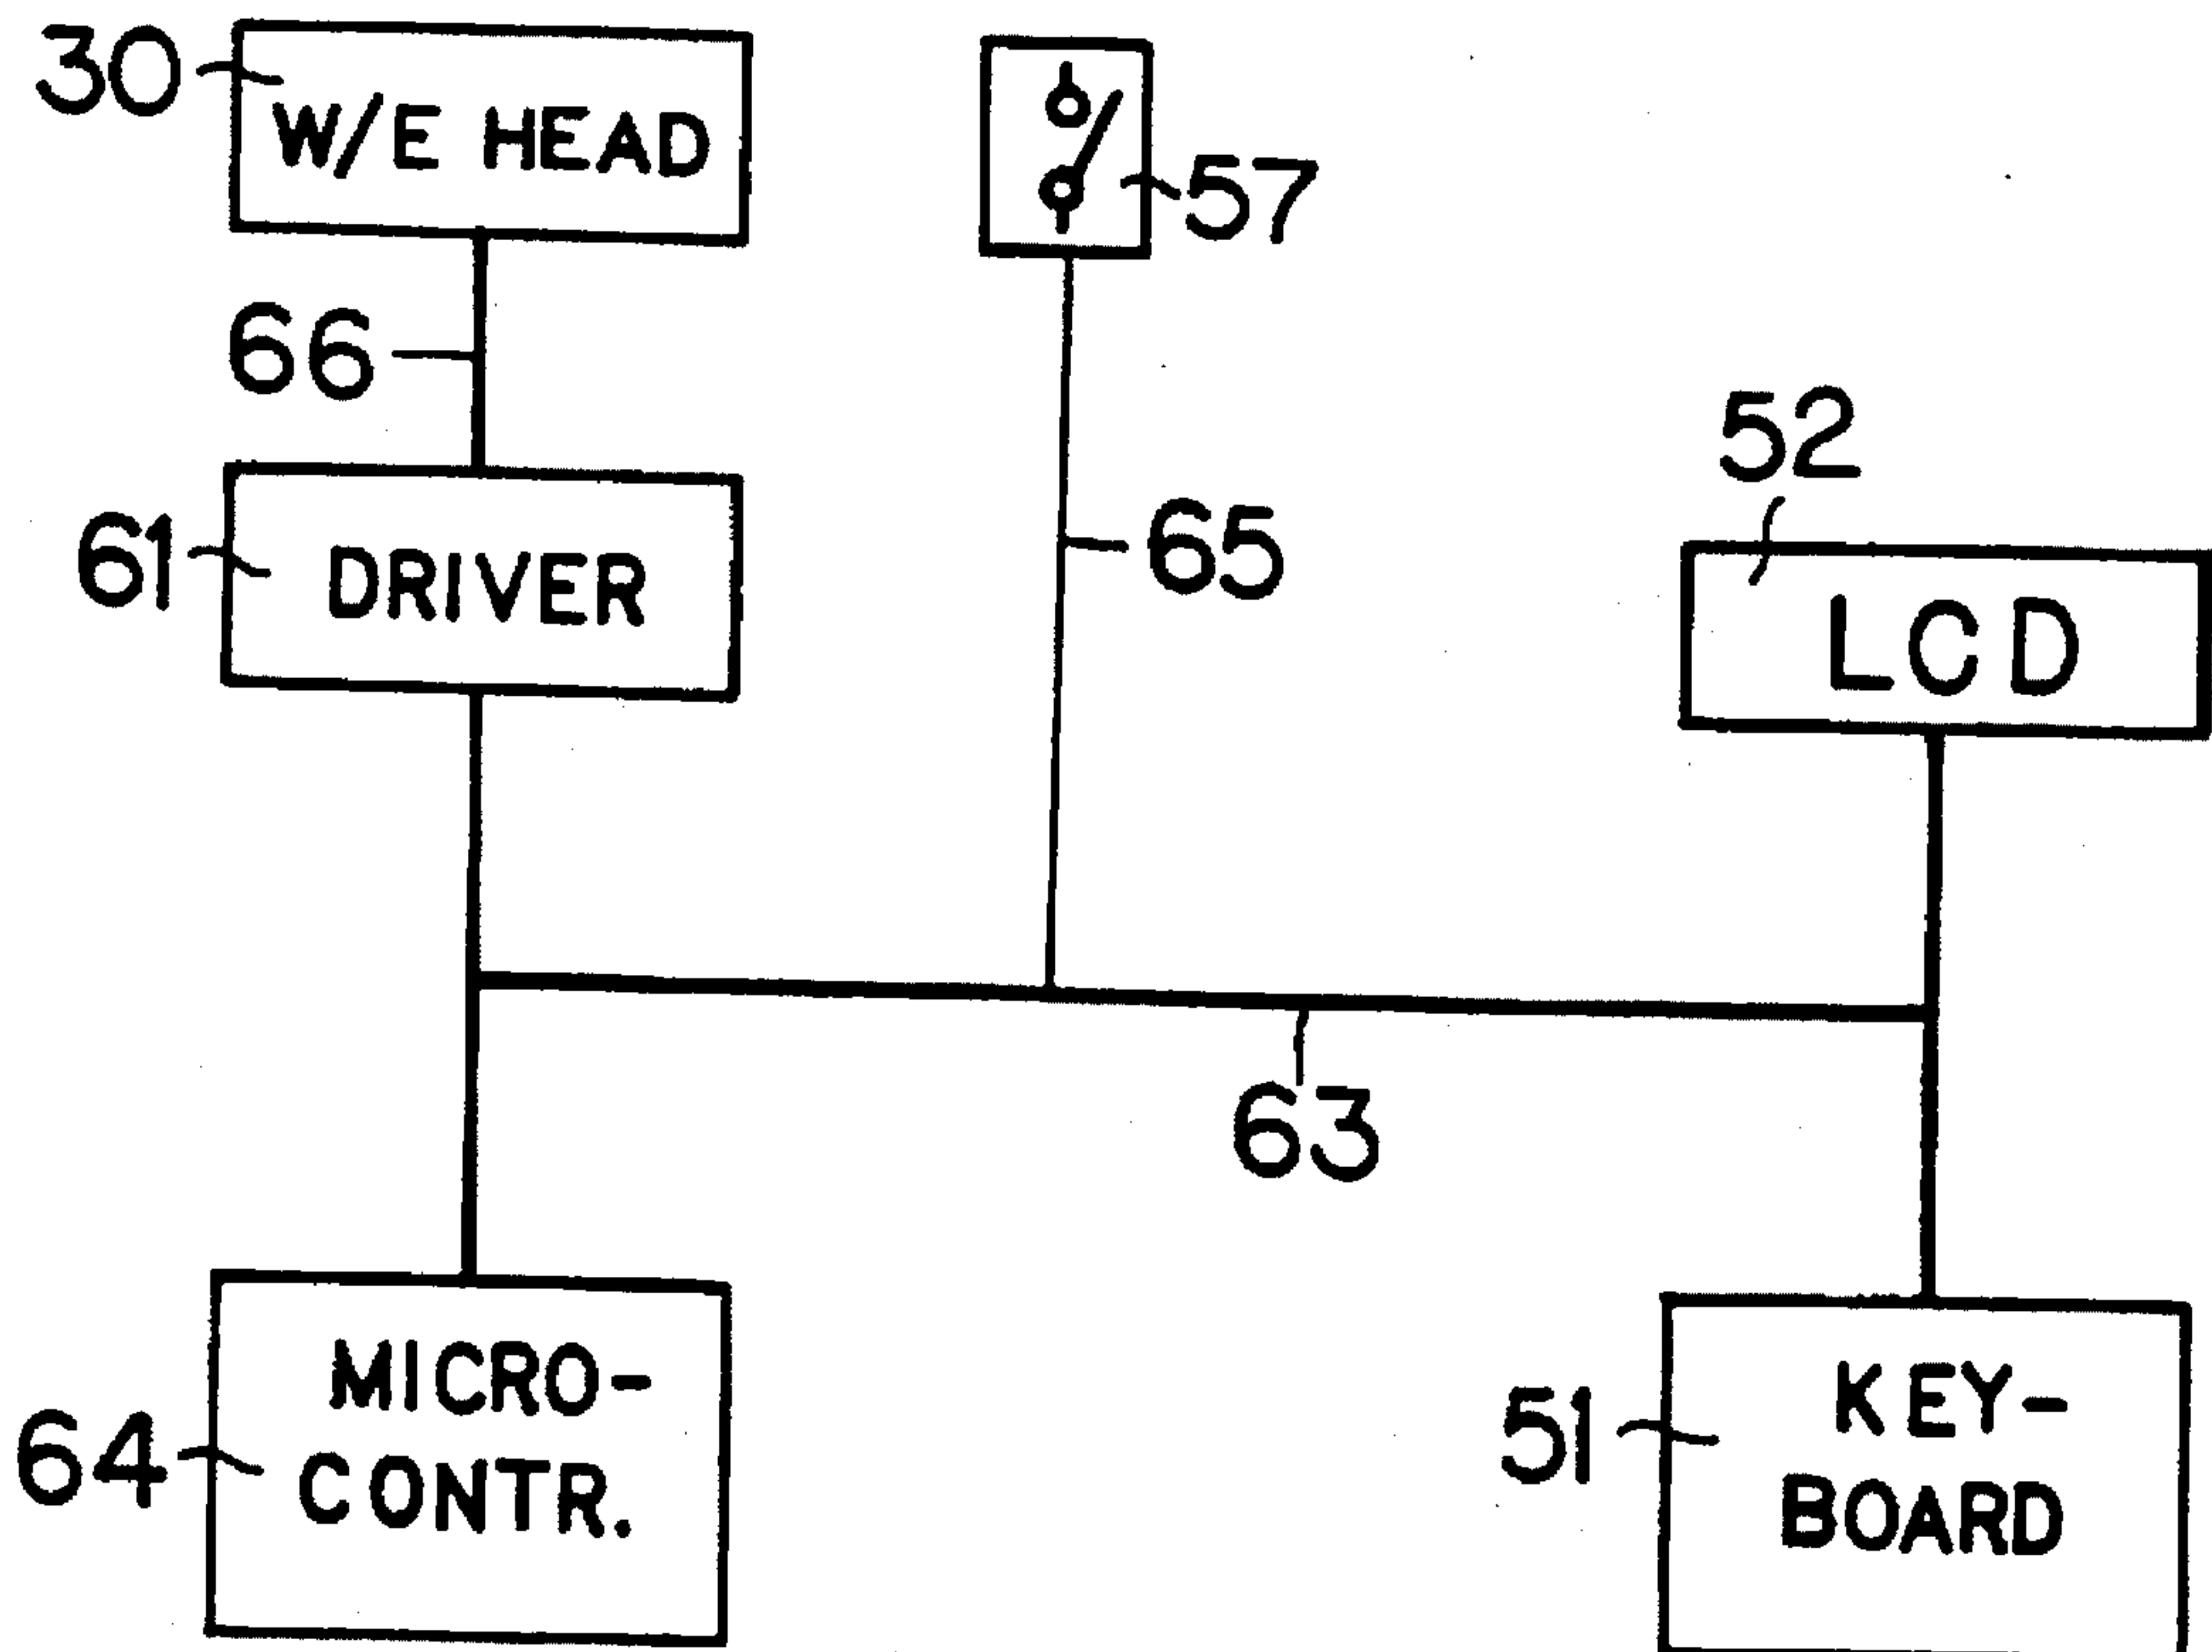 30
W/E HEAD
57
66
52
61
DRIVER
65
LCD
63
64
MICRO-
CONTR.
51
KEY-
BOARD